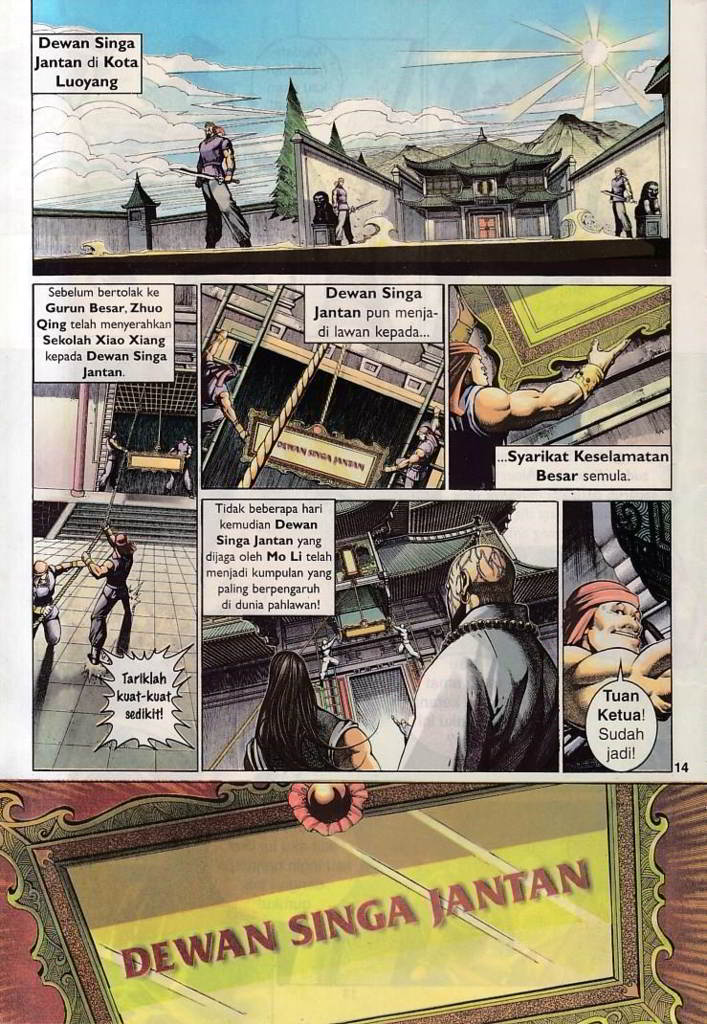 Dewan Singa
Jantan di Kota
Luoyang
Sebelum bertolak ke
Gurun Besar, Zhuo
Qing telah menyerahkan
Sekolah Xiao Xiang
kepada Dewan Singa
Jantan.
Dewan Singa
Jantan pun menja-
di lawan kepada...
DEWAN SINGA JANTAN
...Syarikat Keselamatan
Besar semula.
Tariklah
kuat-kuat
sedikit!
Tidak beberapa hari
kemudian Dewan
Singa Jantan yang
dijaga oleh Mo Li telah
menjadi kumpulan yang
paling berpengaruh
di dunia pahlawan!
Tuan
Ketua!
Sudah
jadi!
14
DEWAN SINGA JANTAN